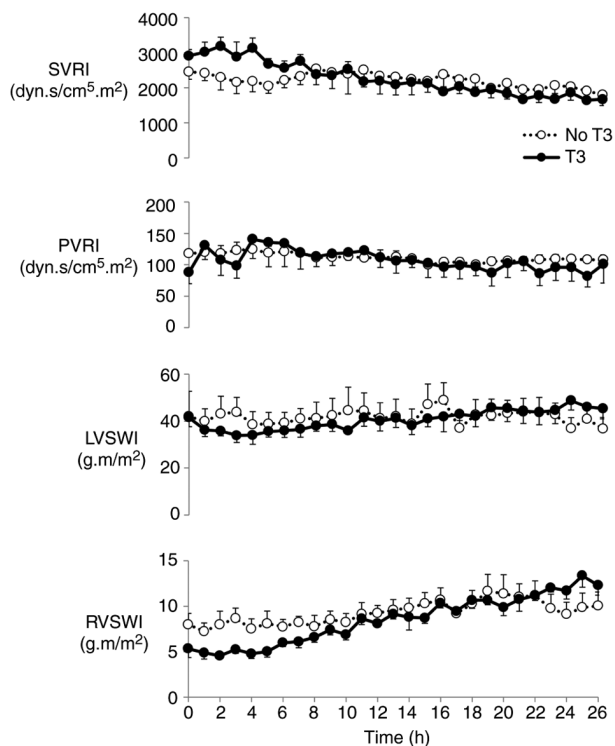 4000
3000
2000
1000
0
SVRI
(dyn.s/cm⁵.m²)
No T3
T3
200
150
100
50
0
PVRI
(dyn.s/cm⁵.m²)
60
40
20
0
LVSWI
(g.m/m²)
15
10
5
0
RVSWI
(g.m/m²)
0 2 4 6 8 10 12 14 16 18 20 22 24 26
Time (h)